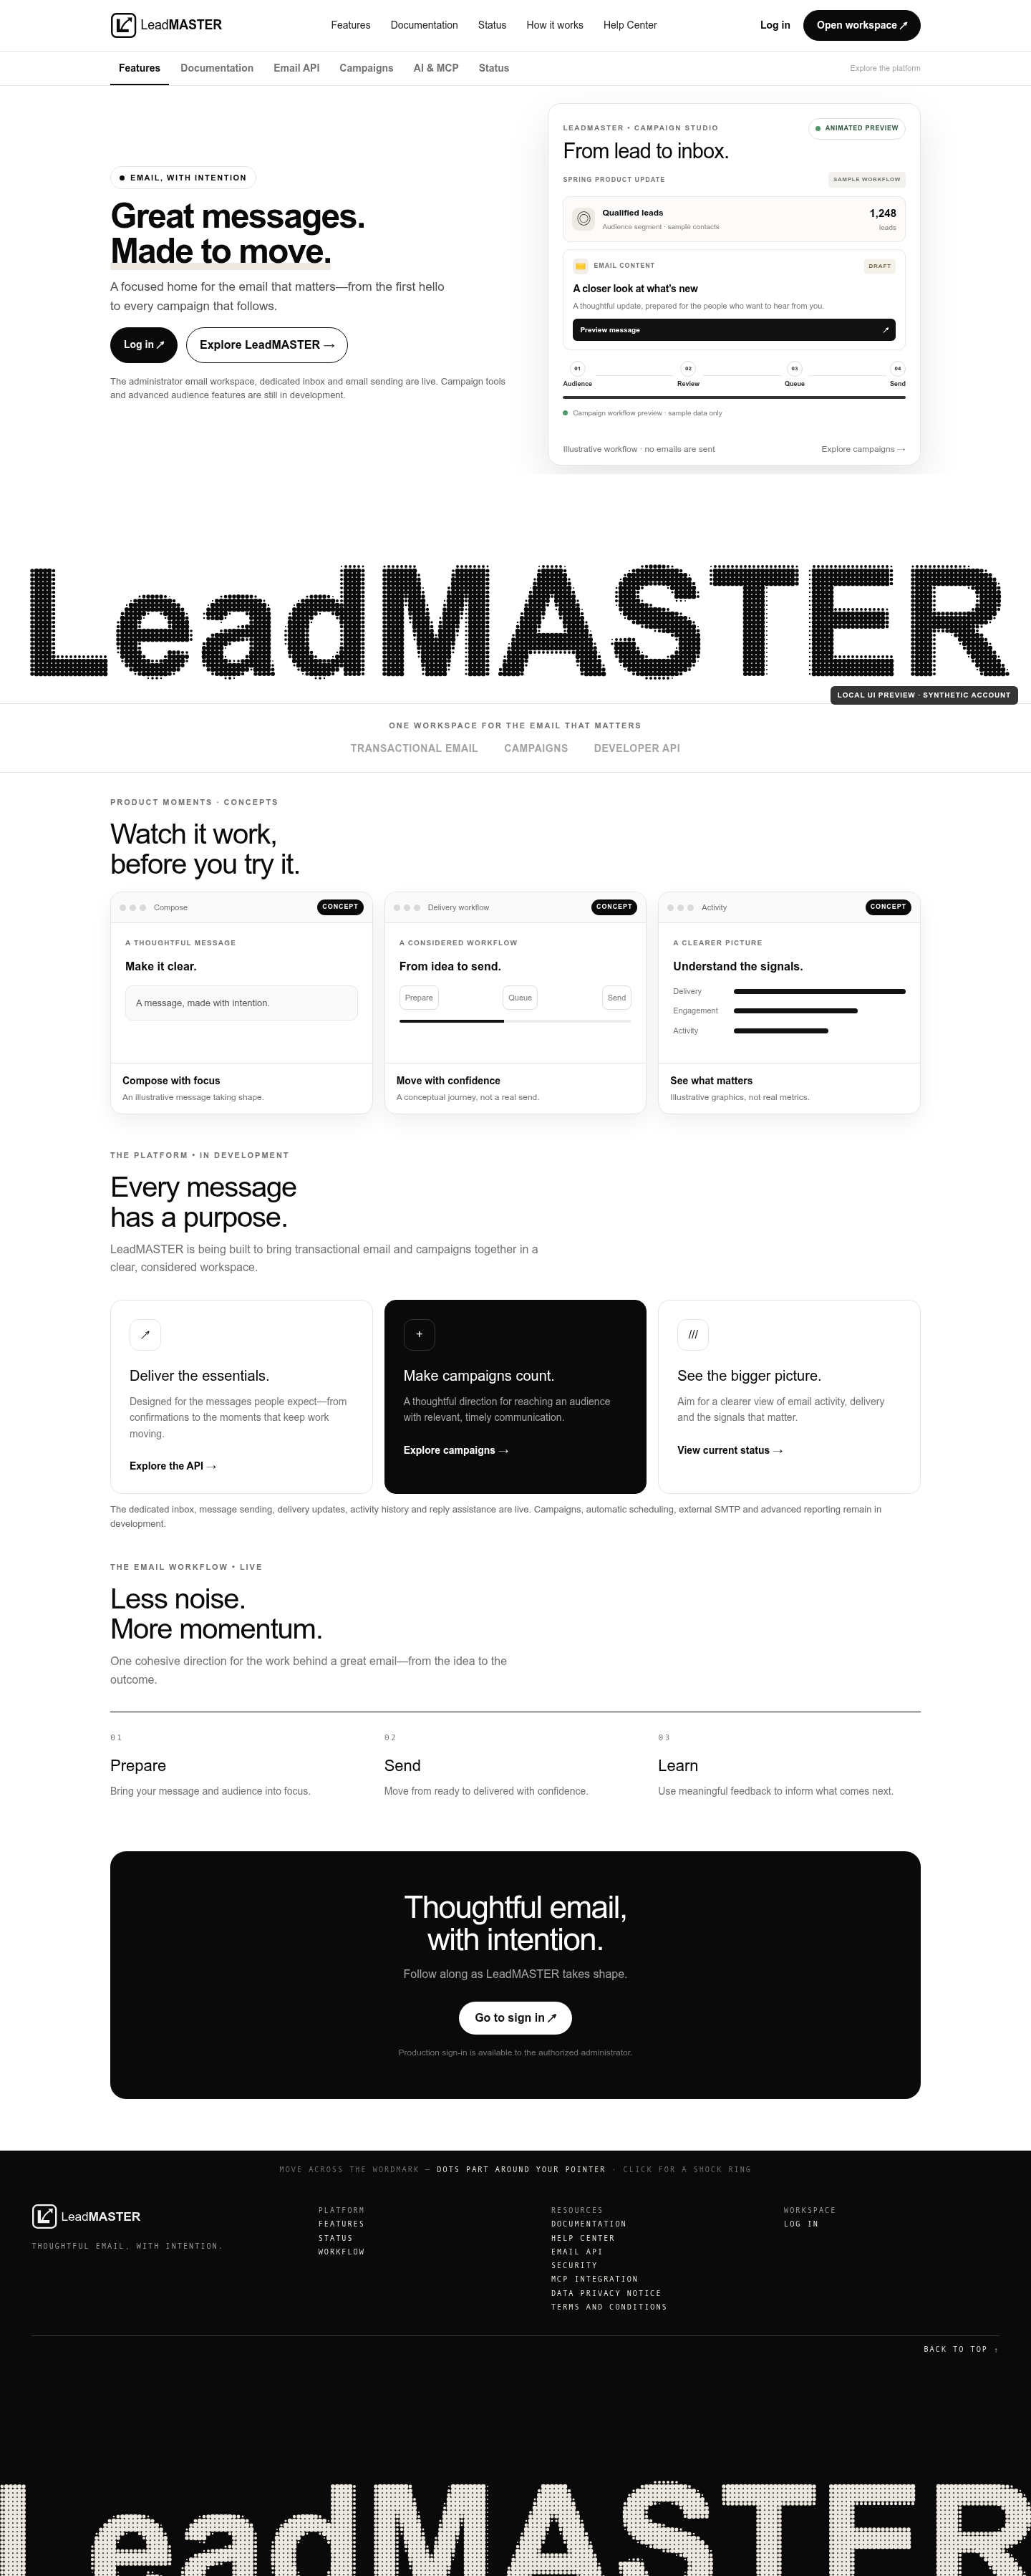 LeadMASTER
Features
Documentation
Status
How it works
Help Center
Log in
Open workspace ↗
Features
Documentation
Email API
Campaigns
AI & MCP
Status
Explore the platform
EMAIL, WITH INTENTION
Great messages.
Made to move.
A focused home for the email that matters—from the first hello
to every campaign that follows.
Log in ↗
Explore LeadMASTER →
The administrator email workspace, dedicated inbox and email sending are live. Campaign tools
and advanced audience features are still in development.
LEADMASTER • CAMPAIGN STUDIO
ANIMATED PREVIEW
From lead to inbox.
SPRING PRODUCT UPDATE
SAMPLE WORKFLOW
Qualified leads
Audience segment · sample contacts
1,248
leads
EMAIL CONTENT
DRAFT
A closer look at what's new
A thoughtful update, prepared for the people who want to hear from you.
Preview message ↗
01
02
03
04
Audience
Review
Queue
Send
Campaign workflow preview · sample data only
Illustrative workflow · no emails are sent
Explore campaigns →
LeadMASTER
LOCAL UI PREVIEW · SYNTHETIC ACCOUNT
ONE WORKSPACE FOR THE EMAIL THAT MATTERS
TRANSACTIONAL EMAIL
CAMPAIGNS
DEVELOPER API
PRODUCT MOMENTS · CONCEPTS
Watch it work,
before you try it.
Compose
CONCEPT
A THOUGHTFUL MESSAGE
Make it clear.
A message, made with intention.
Compose with focus
An illustrative message taking shape.
Delivery workflow
CONCEPT
A CONSIDERED WORKFLOW
From idea to send.
Prepare
Queue
Send
Move with confidence
A conceptual journey, not a real send.
Activity
CONCEPT
A CLEARER PICTURE
Understand the signals.
Delivery
Engagement
Activity
See what matters
Illustrative graphics, not real metrics.
THE PLATFORM • IN DEVELOPMENT
Every message
has a purpose.
LeadMASTER is being built to bring transactional email and campaigns together in a
clear, considered workspace.
↗
Deliver the essentials.
Designed for the messages people expect—from
confirmations to the moments that keep work
moving.
Explore the API →
+
Make campaigns count.
A thoughtful direction for reaching an audience
with relevant, timely communication.
Explore campaigns →
///
See the bigger picture.
Aim for a clearer view of email activity, delivery
and the signals that matter.
View current status →
The dedicated inbox, message sending, delivery updates, activity history and reply assistance are live. Campaigns, automatic scheduling, external SMTP and advanced reporting remain in
development.
THE EMAIL WORKFLOW • LIVE
Less noise.
More momentum.
One cohesive direction for the work behind a great email—from the idea to the
outcome.
01
Prepare
Bring your message and audience into focus.
02
Send
Move from ready to delivered with confidence.
03
Learn
Use meaningful feedback to inform what comes next.
Thoughtful email,
with intention.
Follow along as LeadMASTER takes shape.
Go to sign in ↗
Production sign-in is available to the authorized administrator.
MOVE ACROSS THE WORDMARK — DOTS PART AROUND YOUR POINTER · CLICK FOR A SHOCK RING
LeadMASTER
THOUGHTFUL EMAIL, WITH INTENTION.
PLATFORM
FEATURES
STATUS
WORKFLOW
RESOURCES
DOCUMENTATION
HELP CENTER
EMAIL API
SECURITY
MCP INTEGRATION
DATA PRIVACY NOTICE
TERMS AND CONDITIONS
WORKSPACE
LOG IN
BACK TO TOP ↑
LeadMASTER